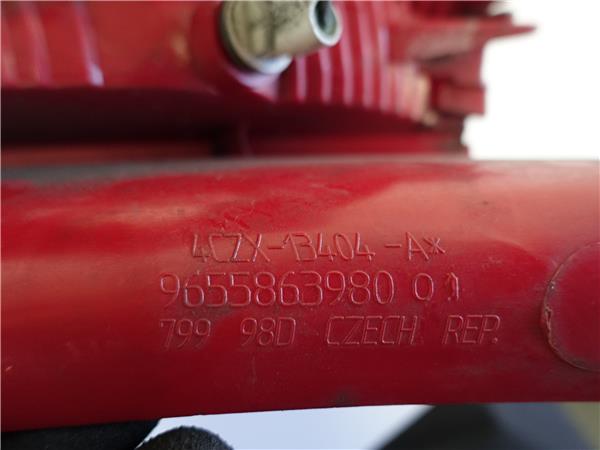 4CZX-13404-A*
9655863980 01
799 98D CZECH. REP.